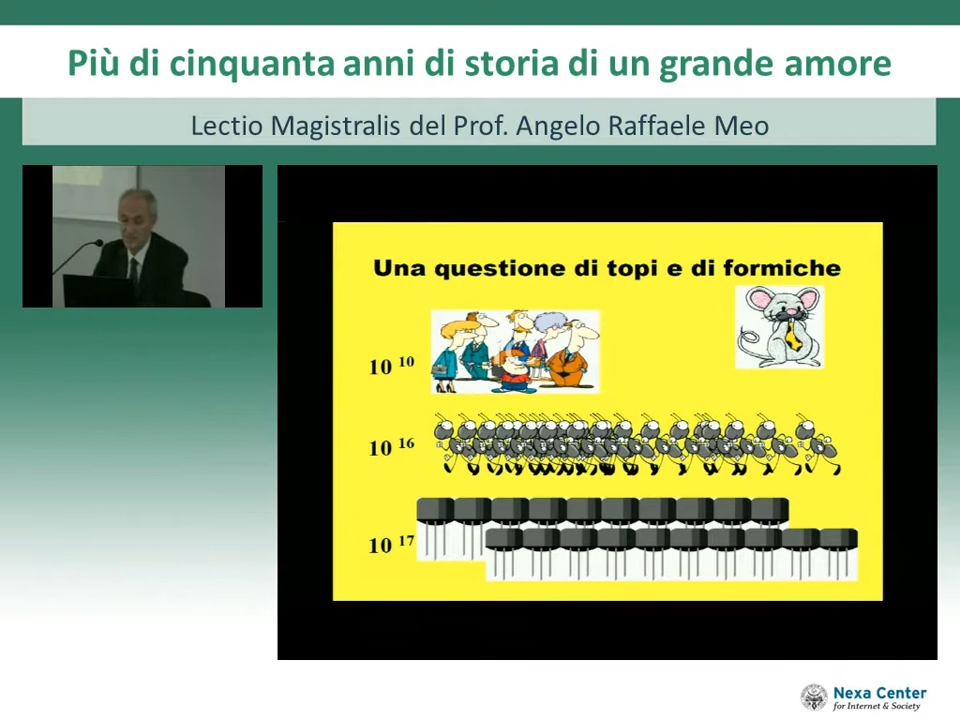 Più di cinquanta anni di storia di un grande amore
Lectio Magistralis del Prof. Angelo Raffaele Meo
Una questione di topi e di formiche
10 10
10 16
10 17
Nexa Center
for Internet & Society